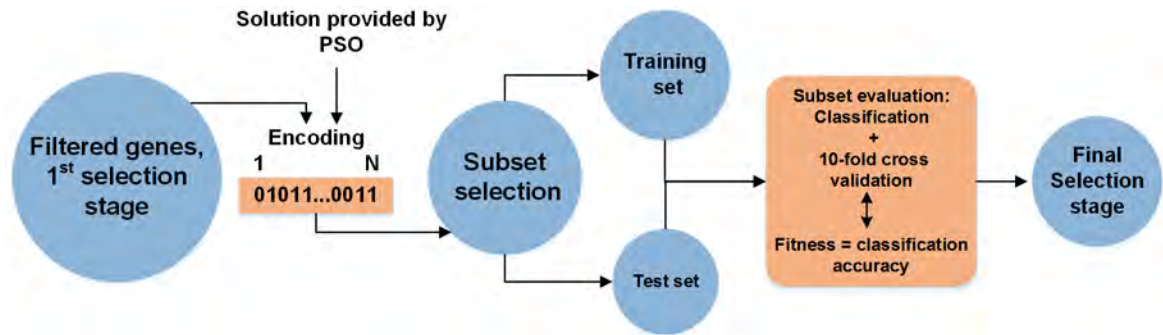 Solution provided by
PSO
Filtered genes,
1st selection
stage
Encoding
1 N
01011...0011
Subset
selection
Training
set
Test set
Subset evaluation:
Classification
+
10-fold cross
validation
Fitness = classification
accuracy
Final
Selection
stage